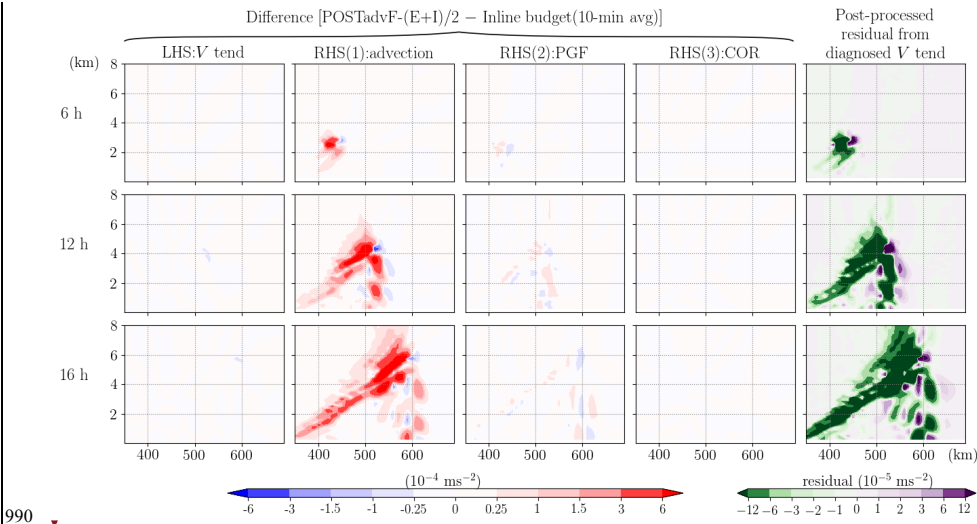 Difference [POSTadvF-(E+I)/2 − Inline budget(10-min avg)]
Post-processed
residual from
diagnosed V tend
(km)
LHS:V tend
RHS(1):advection
RHS(2):PGF
RHS(3):COR
8
6
4
2
6 h
8
6
4
2
12 h
8
6
4
2
16 h
400 500 600
400 500 600
400 500 600
400 500 600
400 500 600 (km)
(10⁻⁴ ms⁻²)
-6 -3 -1.5 -1 -0.25 0 0.25 1 1.5 3 6
residual (10⁻⁵ ms⁻²)
−12 −6 −3 −2 −1 0 1 2 3 6 12
990